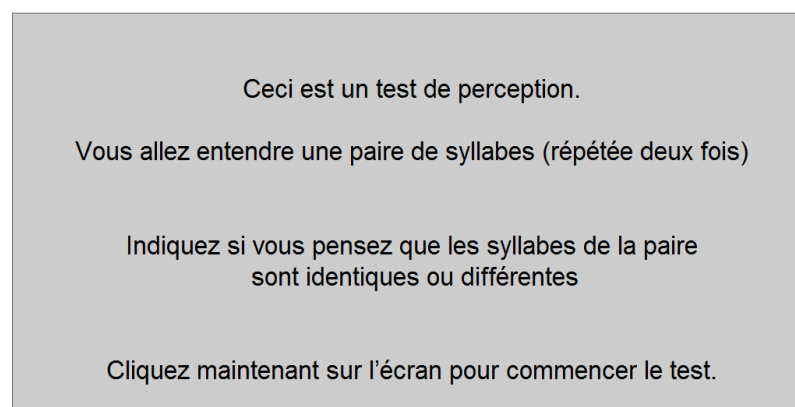 Ceci est un test de perception.
Vous allez entendre une paire de syllabes (répétée deux fois)
Indiquez si vous pensez que les syllabes de la paire
sont identiques ou différentes
Cliquez maintenant sur l’écran pour commencer le test.